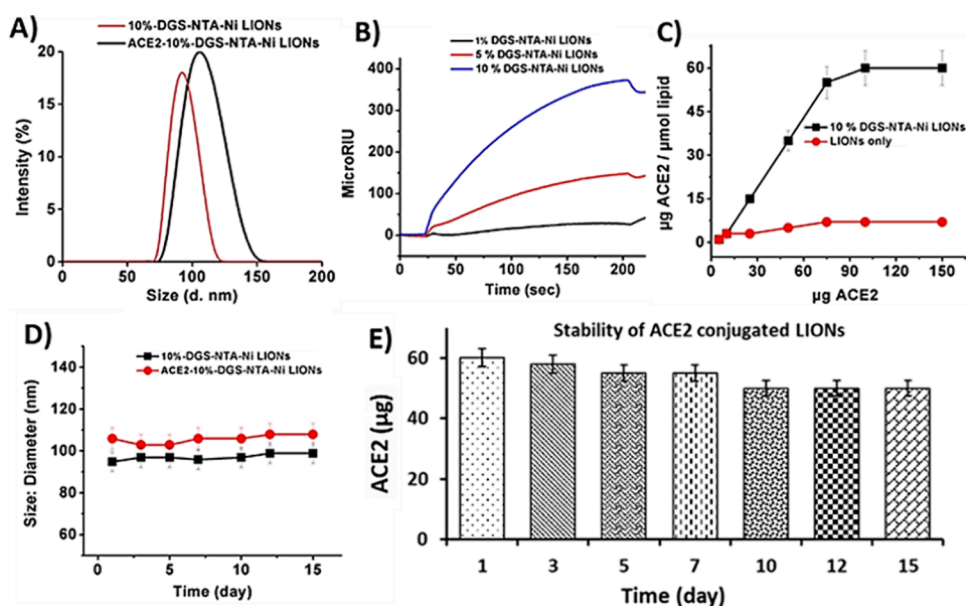 A)
10%-DGS-NTA-Ni LIONs
ACE2-10%-DGS-NTA-Ni LIONs
20
15
10
5
0
Intensity (%)
0 50 100 150 200
Size (d. nm)
B)
1% DGS-NTA-Ni LIONs
5 % DGS-NTA-Ni LIONs
10 % DGS-NTA-Ni LIONs
400
300
200
100
0
MicroRIU
0 50 100 150 200
Time (sec)
C)
75
60
45
30
15
0
µg ACE2 / µmol lipid
10 % DGS-NTA-Ni LIONs
LIONs only
0 30 60 90 120 150
µg ACE2
D)
10%-DGS-NTA-Ni LIONs
ACE2-10%-DGS-NTA-Ni LIONs
140
120
100
80
60
Size: Diameter (nm)
0 5 10 15
Time (day)
E)
Stability of ACE2 conjugated LIONs
60
40
20
0
ACE2 (µg)
1 3 5 7 10 12 15
Time (day)